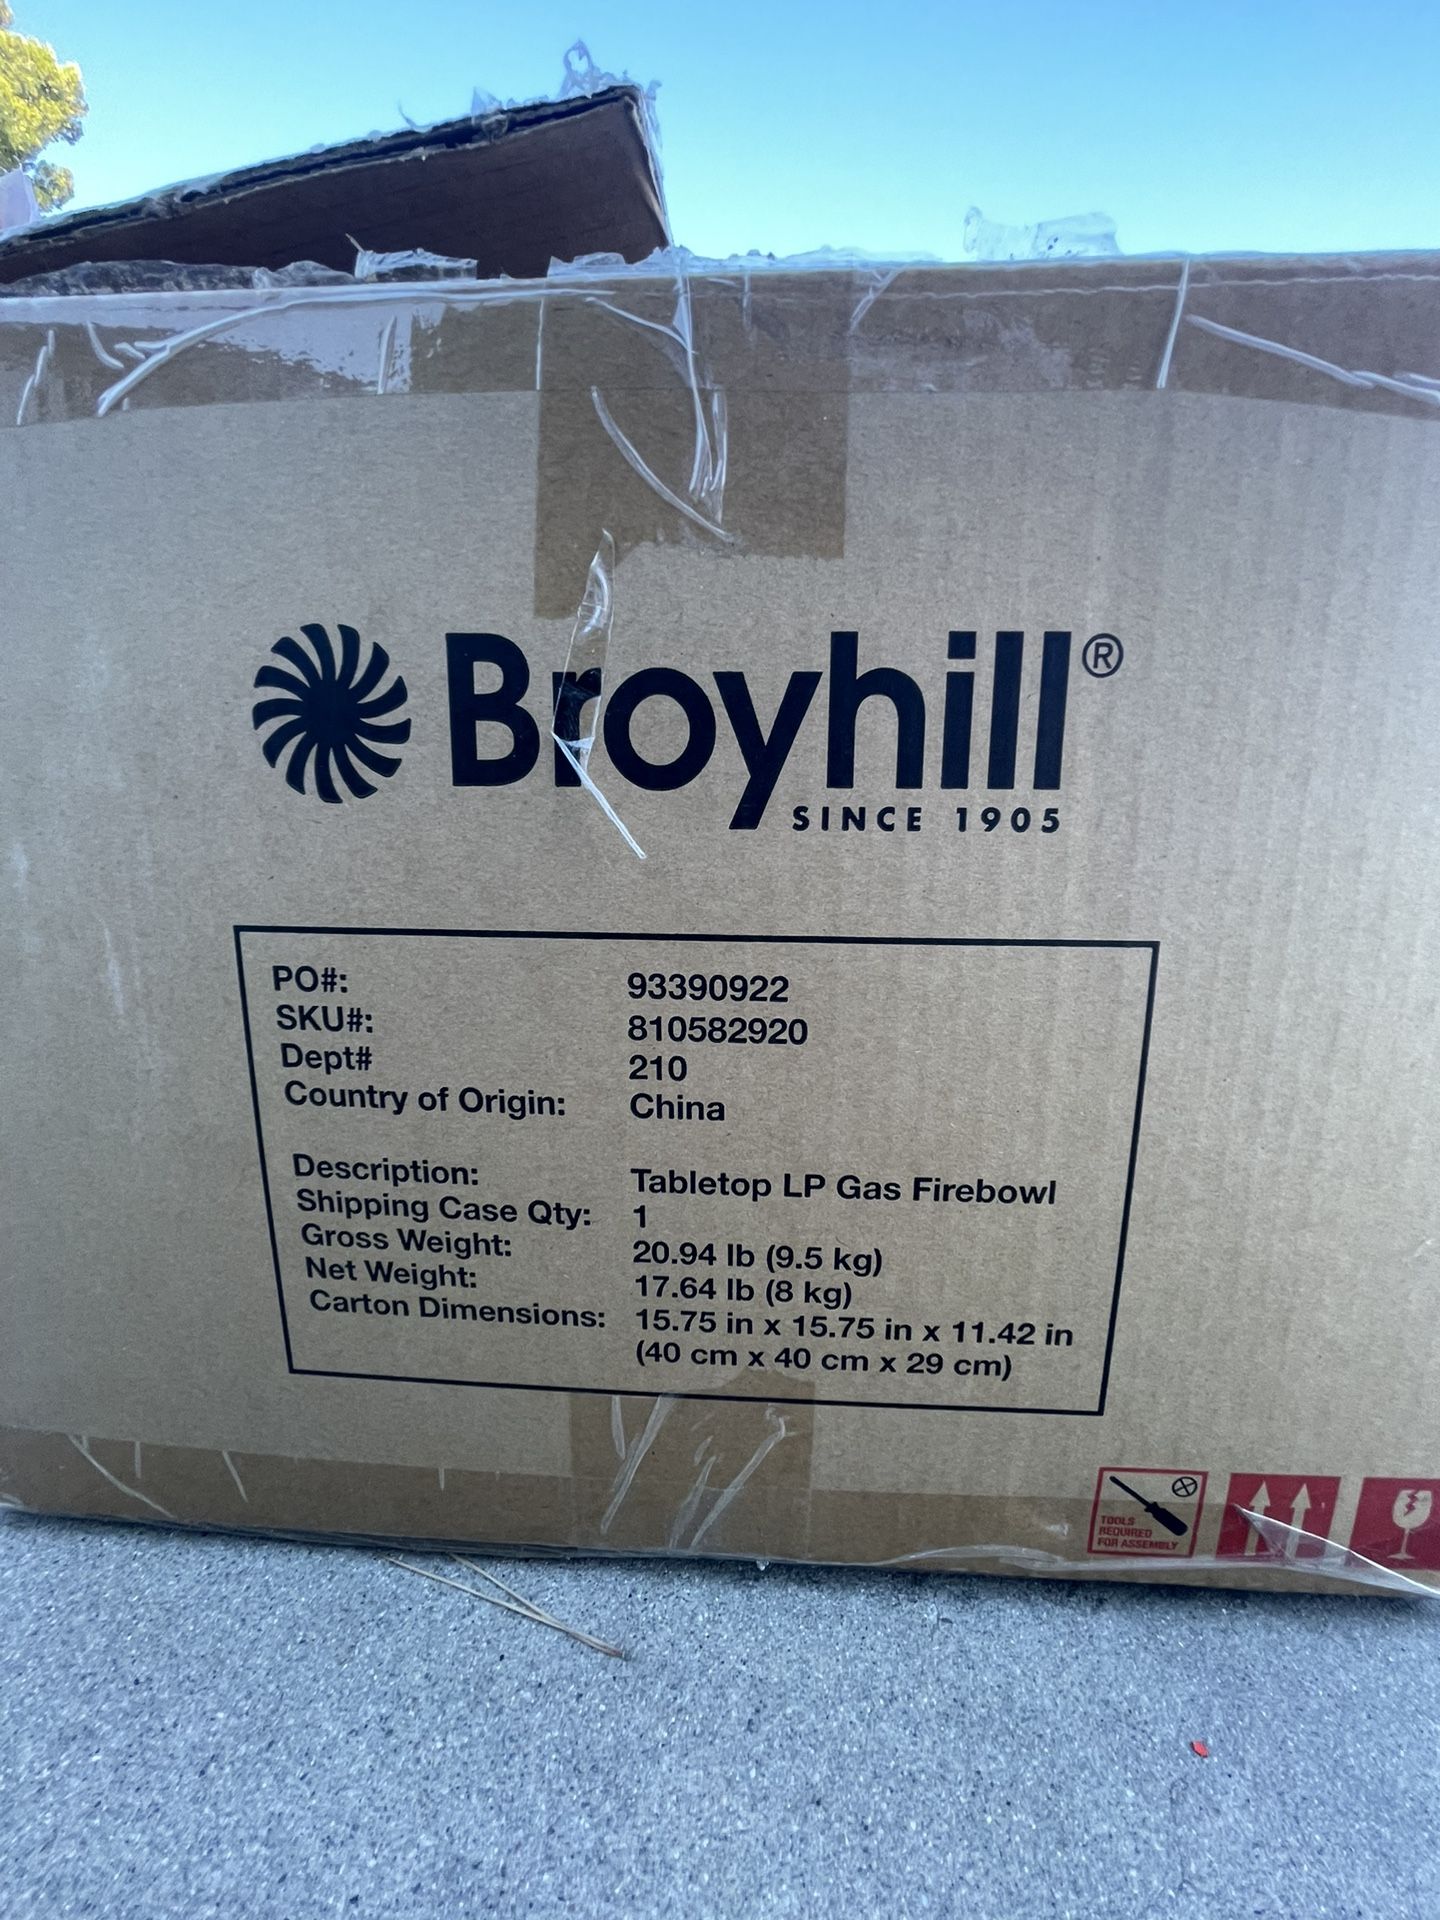 Broyhill®
SINCE 1905
PO#: 93390922
SKU#: 810582920
Dept# 210
Country of Origin: China
Description: Tabletop LP Gas Firebowl
Shipping Case Qty: 1
Gross Weight: 20.94 lb (9.5 kg)
Net Weight: 17.64 lb (8 kg)
Carton Dimensions: 15.75 in x 15.75 in x 11.42 in
(40 cm x 40 cm x 29 cm)
TOOLS
REQUIRED
FOR ASSEMBLY